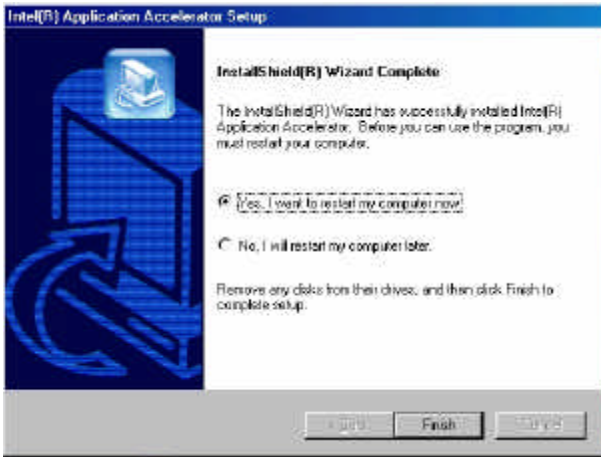 Intel(R) Application Accelerator Setup
InstallShield(R) Wizard Complete
The InstallShield(R) Wizard has successfully installed Intel(R)
Application Accelerator. Before you can use the program, you
must restart your computer.
Yes, I want to restart my computer now.
No, I will restart my computer later.
Remove any disks from their drives, and then click Finish to
complete setup.
< Back
Finish
Cancel